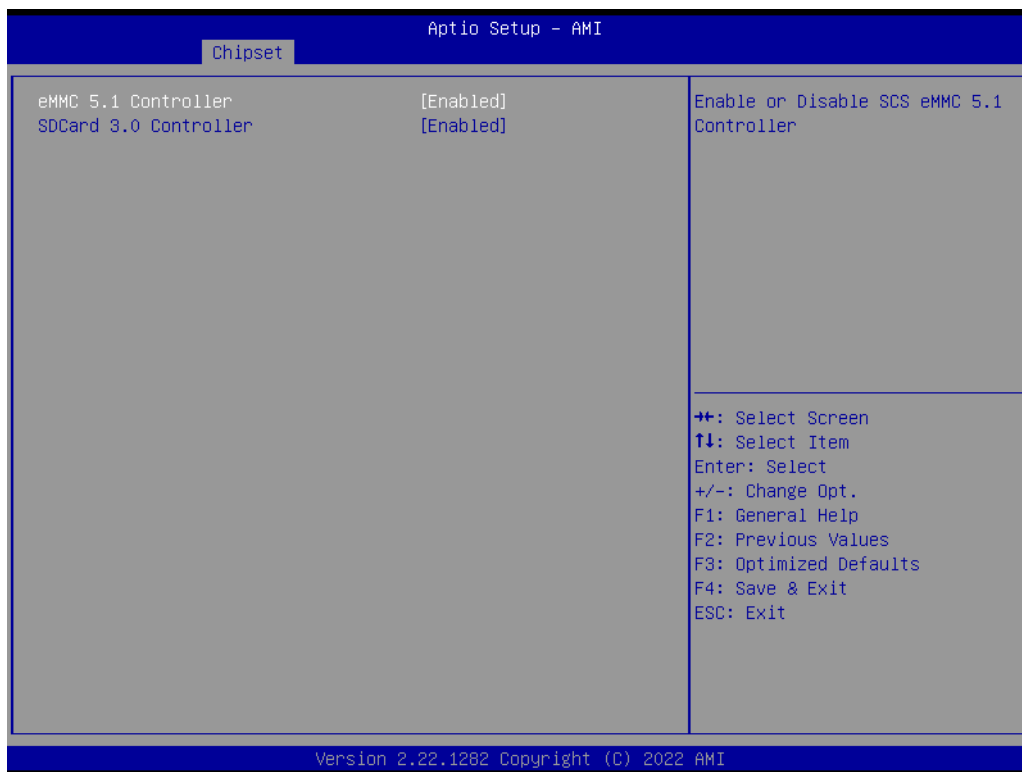 Aptio Setup – AMI
Chipset
eMMC 5.1 Controller [Enabled]
SDCard 3.0 Controller [Enabled]
Enable or Disable SCS eMMC 5.1
Controller
→←: Select Screen
↑↓: Select Item
Enter: Select
+/-: Change Opt.
F1: General Help
F2: Previous Values
F3: Optimized Defaults
F4: Save & Exit
ESC: Exit
Version 2.22.1282 Copyright (C) 2022 AMI